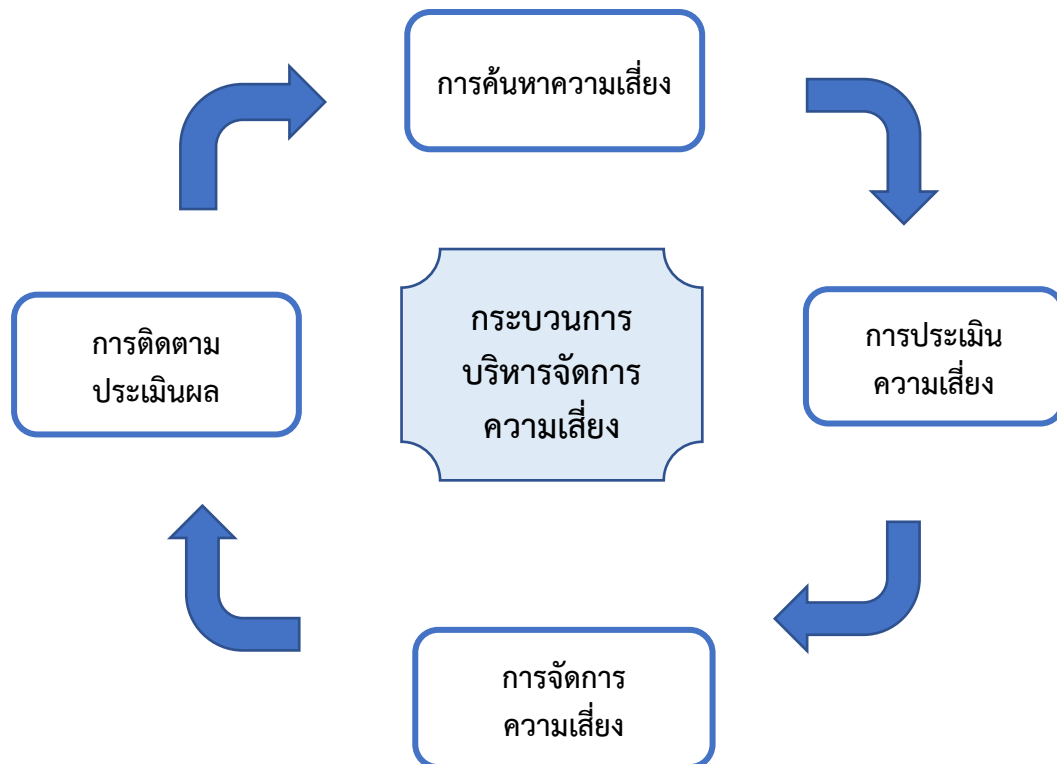 การค้นหาความเสี่ยง
กระบวนการ
บริหารจัดการ
ความเสี่ยง
การประเมิน
ความเสี่ยง
การจัดการ
ความเสี่ยง
การติดตาม
ประเมินผล